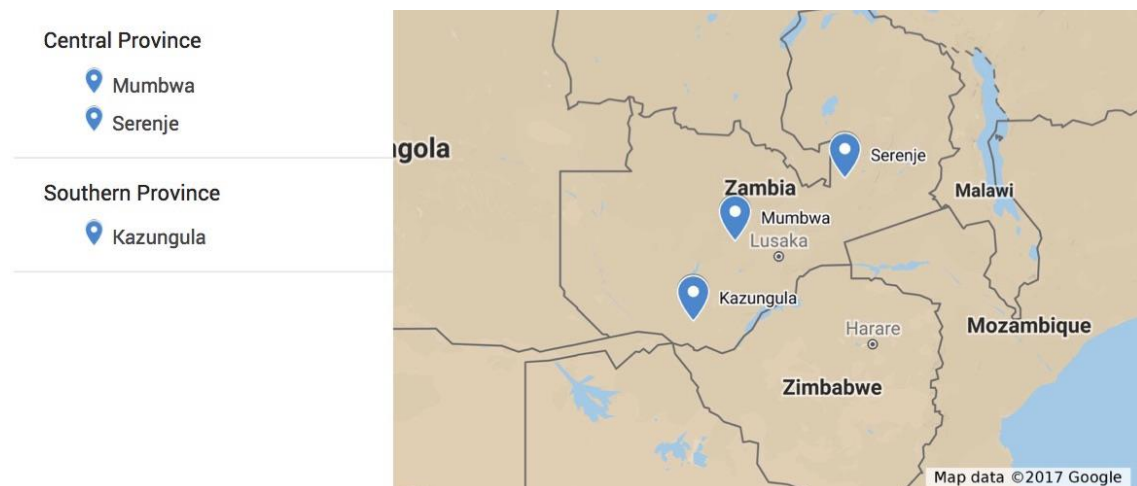 Central Province
Mumbwa
Serenje
Southern Province
Kazungula
ngola
Serenje
Zambia
Malawi
Mumbwa
Lusaka
Kazungula
Mozambique
Harare
Zimbabwe
Map data ©2017 Google